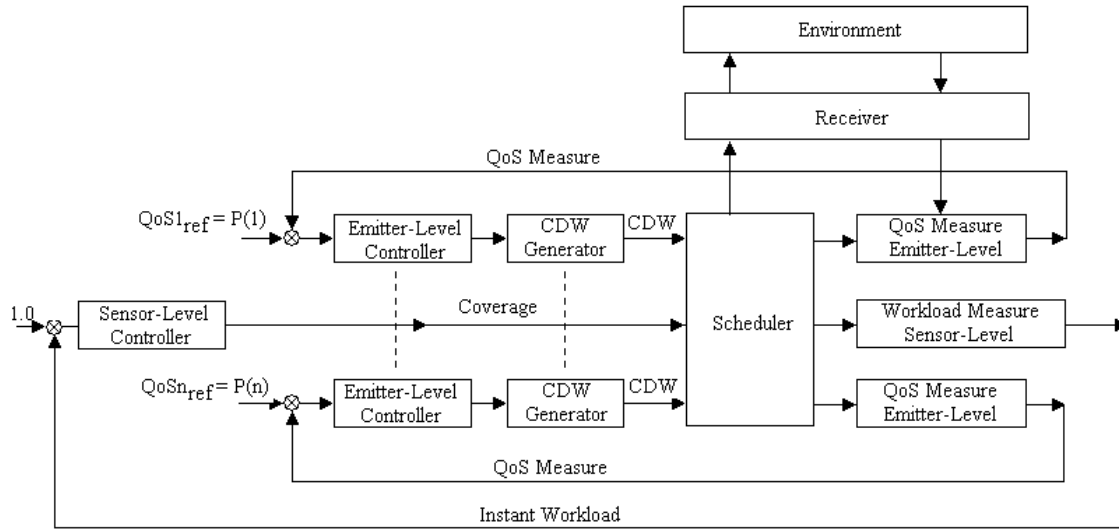 Environment
Receiver
QoS Measure
QoS1ref = P(1)
Emitter-Level
Controller
CDW
Generator
CDW
QoS Measure
Emitter-Level
1.0
Sensor-Level
Controller
Coverage
Scheduler
Workload Measure
Sensor-Level
QoSnref = P(n)
Emitter-Level
Controller
CDW
Generator
CDW
QoS Measure
Emitter-Level
QoS Measure
Instant Workload